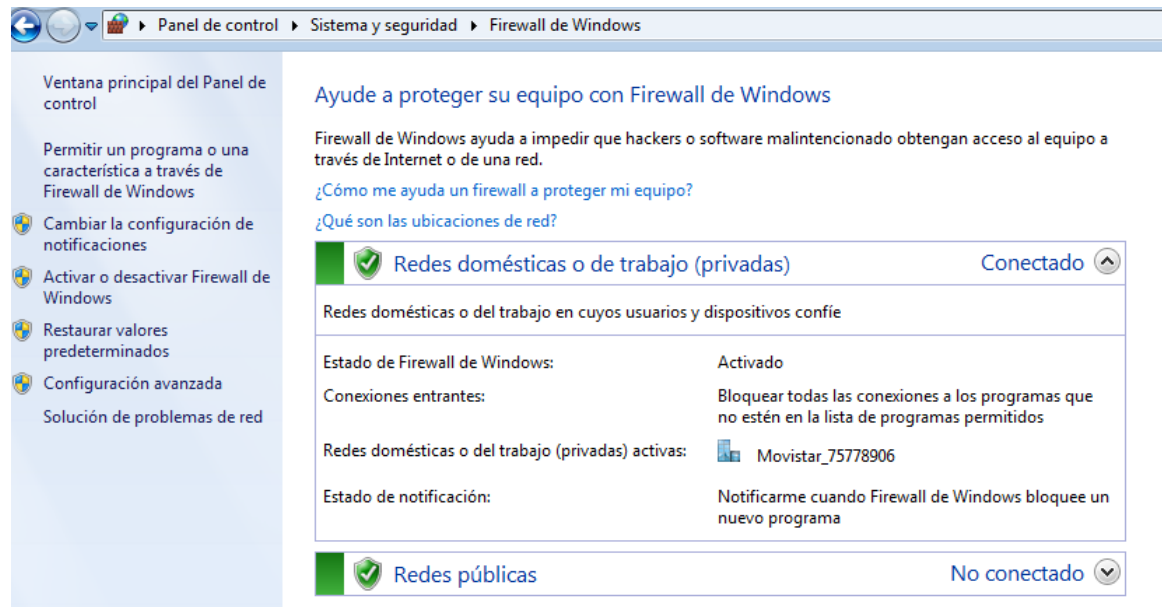 Panel de control ▸ Sistema y seguridad ▸ Firewall de Windows
Ventana principal del Panel de
control
Permitir un programa o una
característica a través de
Firewall de Windows
Cambiar la configuración de
notificaciones
Activar o desactivar Firewall de
Windows
Restaurar valores
predeterminados
Configuración avanzada
Solución de problemas de red
Ayude a proteger su equipo con Firewall de Windows
Firewall de Windows ayuda a impedir que hackers o software malintencionado obtengan acceso al equipo a
través de Internet o de una red.
¿Cómo me ayuda un firewall a proteger mi equipo?
¿Qué son las ubicaciones de red?
Redes domésticas o de trabajo (privadas) Conectado
Redes domésticas o del trabajo en cuyos usuarios y dispositivos confíe
Estado de Firewall de Windows: Activado
Conexiones entrantes: Bloquear todas las conexiones a los programas que
no estén en la lista de programas permitidos
Redes domésticas o del trabajo (privadas) activas: Movistar_75778906
Estado de notificación: Notificarme cuando Firewall de Windows bloquee un
nuevo programa
Redes públicas No conectado